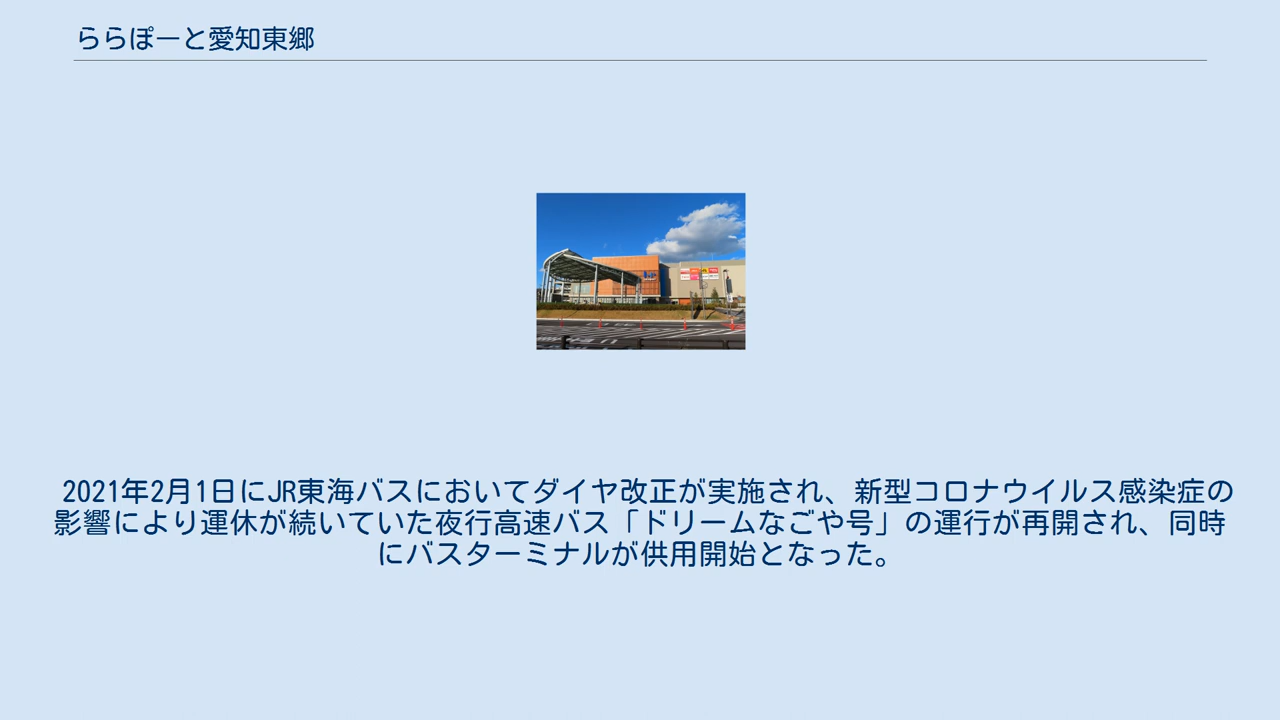 ららぽーと愛知東郷
2021年2月1日にJR東海バスにおいてダイヤ改正が実施され、新型コロナウイルス感染症の
影響により運休が続いていた夜行高速バス「ドリームなごや号」の運行が再開され、同時
にバスターミナルが供用開始となった。